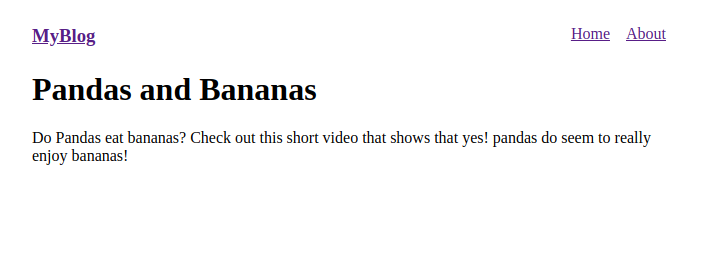 MyBlog Home About
Pandas and Bananas
Do Pandas eat bananas? Check out this short video that shows that yes! pandas do seem to really
enjoy bananas!